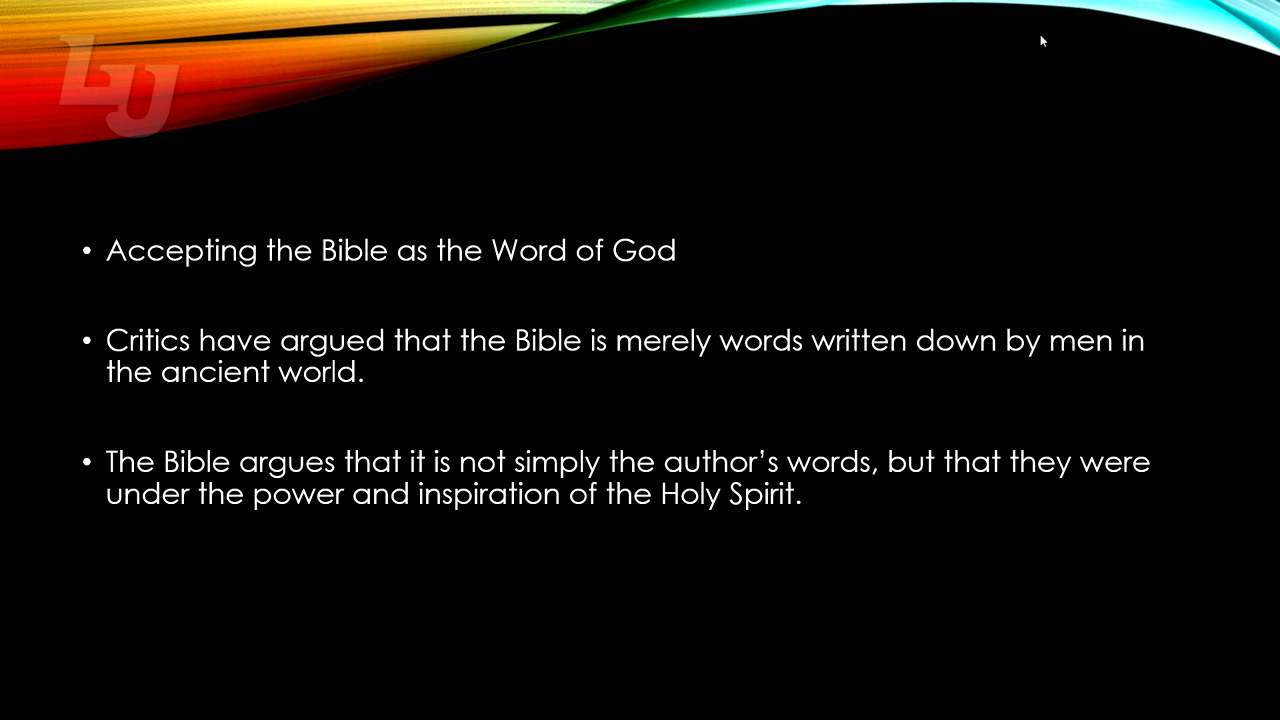 LU
• Accepting the Bible as the Word of God
• Critics have argued that the Bible is merely words written down by men in
the ancient world.
• The Bible argues that it is not simply the author’s words, but that they were
under the power and inspiration of the Holy Spirit.